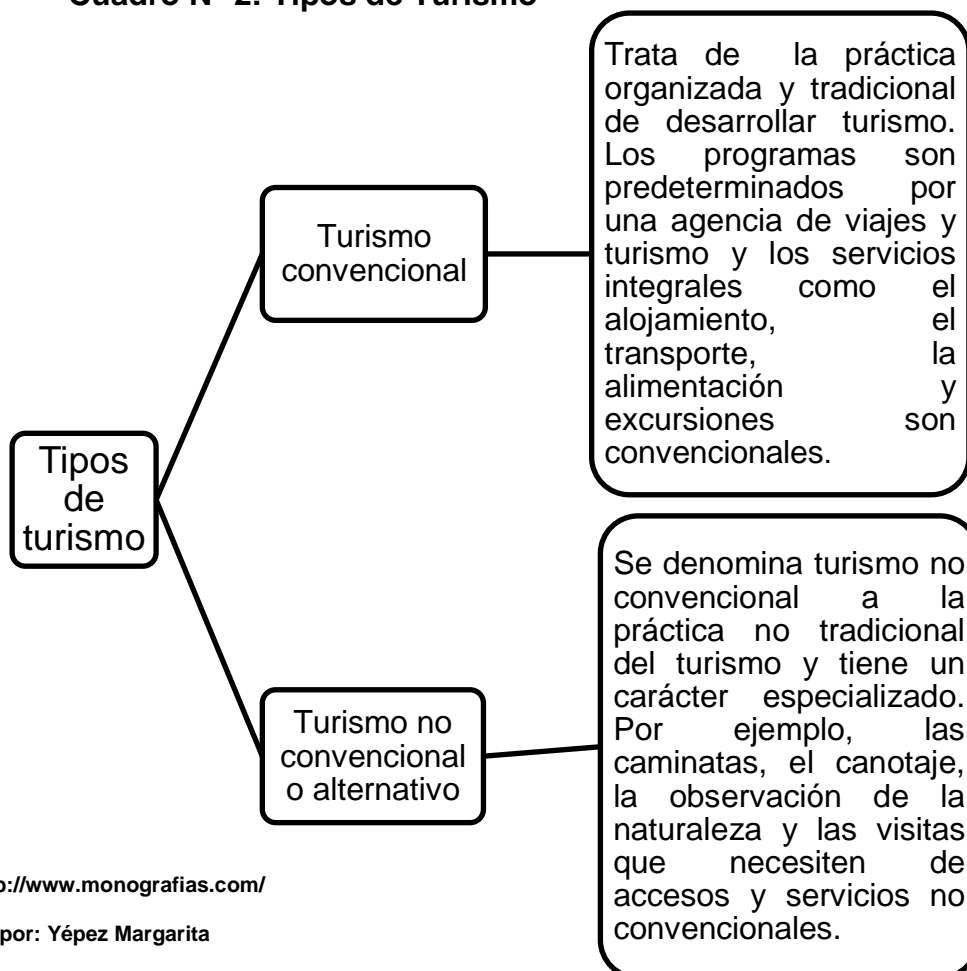 Cuadro N° 2: Tipos de Turismo
Trata de la práctica
organizada y tradicional
de desarrollar turismo.
Los programas son
predeterminados por
una agencia de viajes y
turismo y los servicios
integrales como el
alojamiento, el
transporte, la
alimentación y
excursiones son
convencionales.
Turismo
convencional
Tipos
de
turismo
Turismo no
convencional
o alternativo
Se denomina turismo no
convencional a la
práctica no tradicional
del turismo y tiene un
carácter especializado.
Por ejemplo, las
caminatas, el canotaje,
la observación de la
naturaleza y las visitas
que necesiten de
accesos y servicios no
convencionales.
p://www.monografias.com/
por: Yépez Margarita